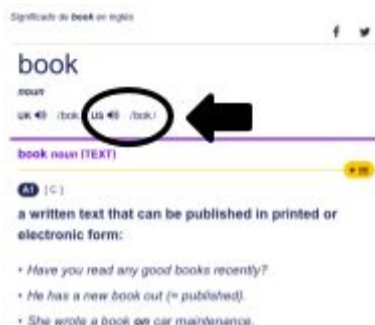 Significado de book en inglés
book
noun
UK /bʊk/ US /bʊk/
book noun (TEXT)
A1 [ C ]
a written text that can be published in printed or
electronic form:
• Have you read any good books recently?
• He has a new book out (= published).
• She wrote a book on car maintenance.